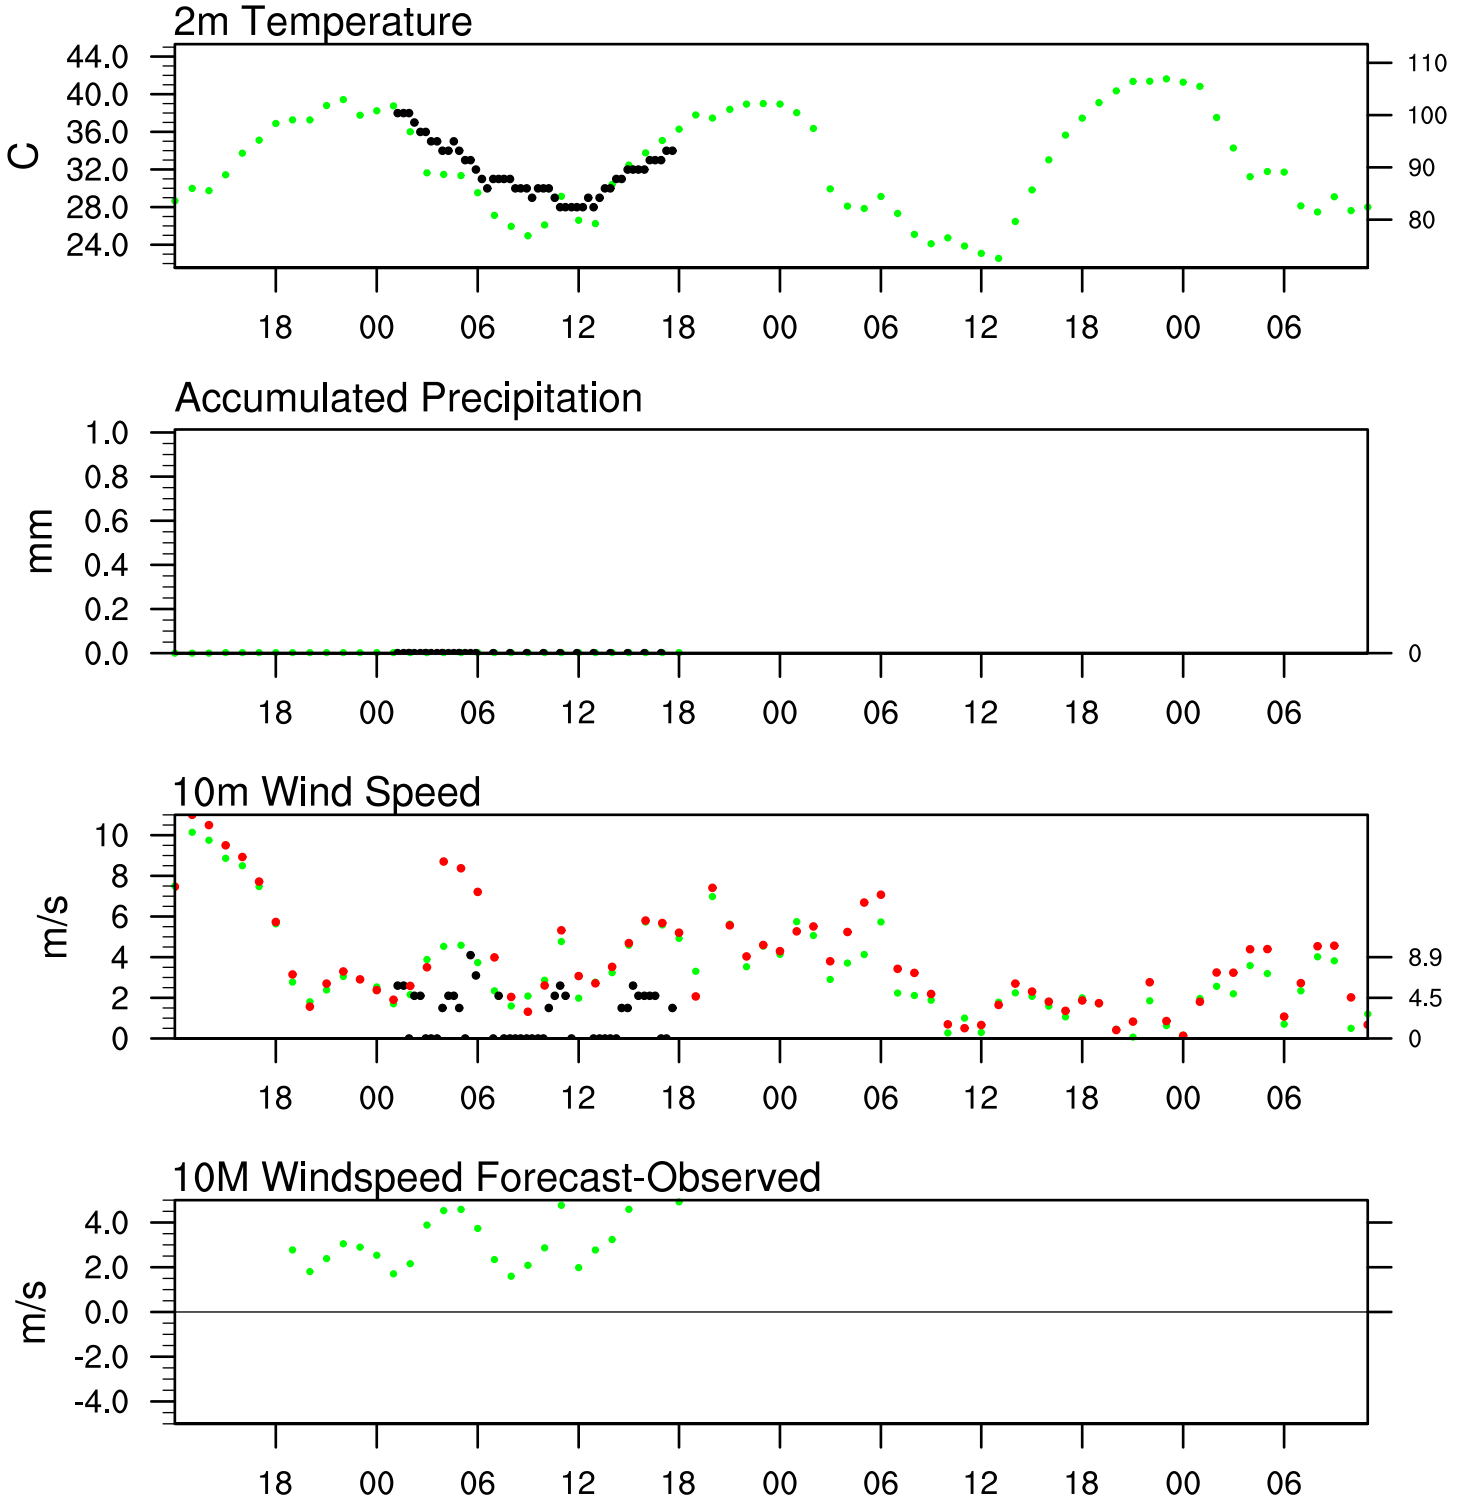 2m Temperature
44.0
40.0
36.0
32.0
28.0
24.0
C
110
100
90
80
18 00 06 12 18 00 06 12 18 00 06
Accumulated Precipitation
1.0
0.8
0.6
0.4
0.2
0.0
mm
0
18 00 06 12 18 00 06 12 18 00 06
10m Wind Speed
10
8
6
4
2
0
m/s
8.9
4.5
0
18 00 06 12 18 00 06 12 18 00 06
10M Windspeed Forecast-Observed
4.0
2.0
0.0
-2.0
-4.0
m/s
18 00 06 12 18 00 06 12 18 00 06